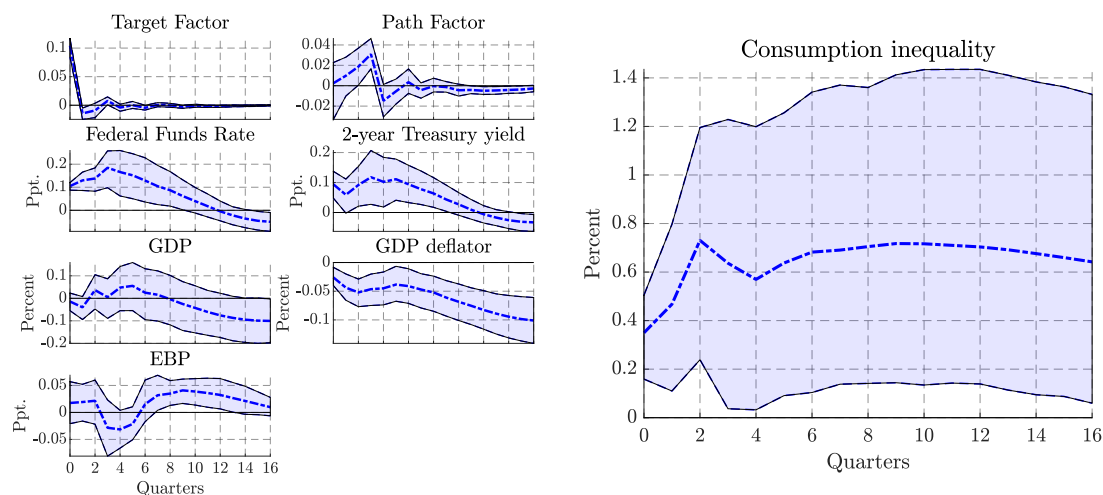 Target Factor
0.1
0.05
0
Path Factor
0.04
0.02
0
-0.02
Federal Funds Rate
Ppt.
0.2
0.1
0
2-year Treasury yield
Ppt.
0.2
0.1
0
GDP
Percent
0.1
0
-0.1
-0.2
GDP deflator
Percent
0
-0.05
-0.1
EBP
Ppt.
0.05
0
-0.05
0 2 4 6 8 10 12 14 16
Quarters
Consumption inequality
Percent
1.4
1.2
1
0.8
0.6
0.4
0.2
0
0 2 4 6 8 10 12 14 16
Quarters